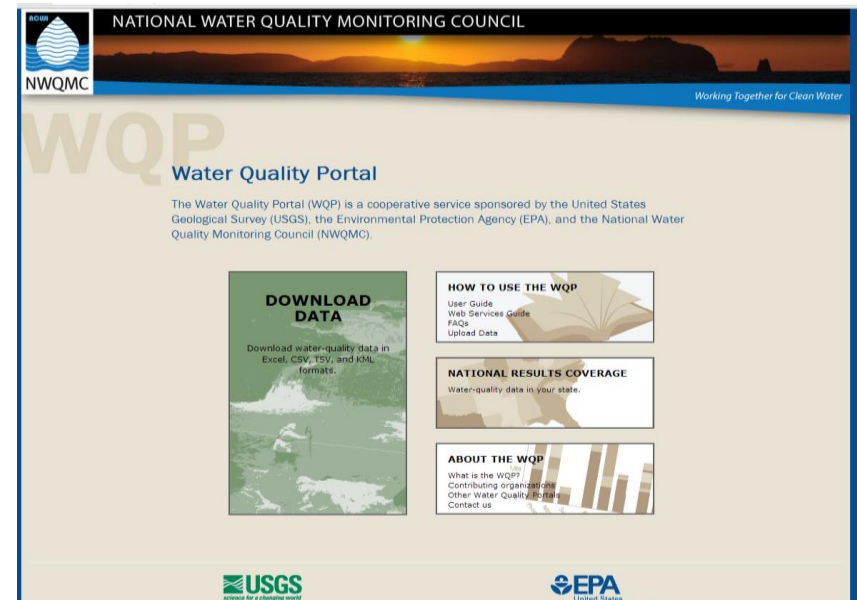 ACWI
NATIONAL WATER QUALITY MONITORING COUNCIL
NWQMC
Working Together for Clean Water
WQP
Water Quality Portal
The Water Quality Portal (WQP) is a cooperative service sponsored by the United States
Geological Survey (USGS), the Environmental Protection Agency (EPA), and the National Water
Quality Monitoring Council (NWQMC).
DOWNLOAD
DATA
Download water-quality data in
Excel, CSV, TSV, and KML
formats.
HOW TO USE THE WQP
User Guide
Web Services Guide
FAQs
Upload Data
NATIONAL RESULTS COVERAGE
Water-quality data in your state.
ABOUT THE WQP
What is the WQP?
Contributing organizations
Other Water Quality Portals
Contact us
USGS
science for a changing world
EPA
United States